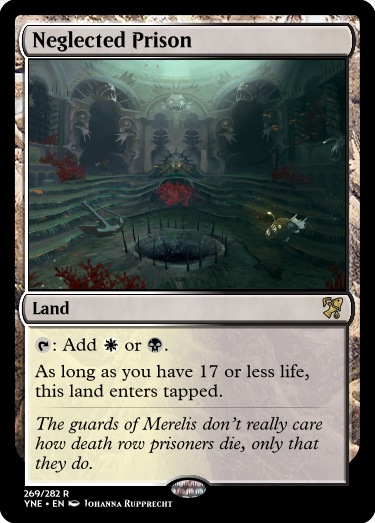 Neglected Prison
Land
: Add or .
As long as you have 17 or less life,
this land enters tapped.
The guards of Merelis don't really care
how death row prisoners die, only that
they do.
269/282 R
YNE • EN Johanna Rupprecht